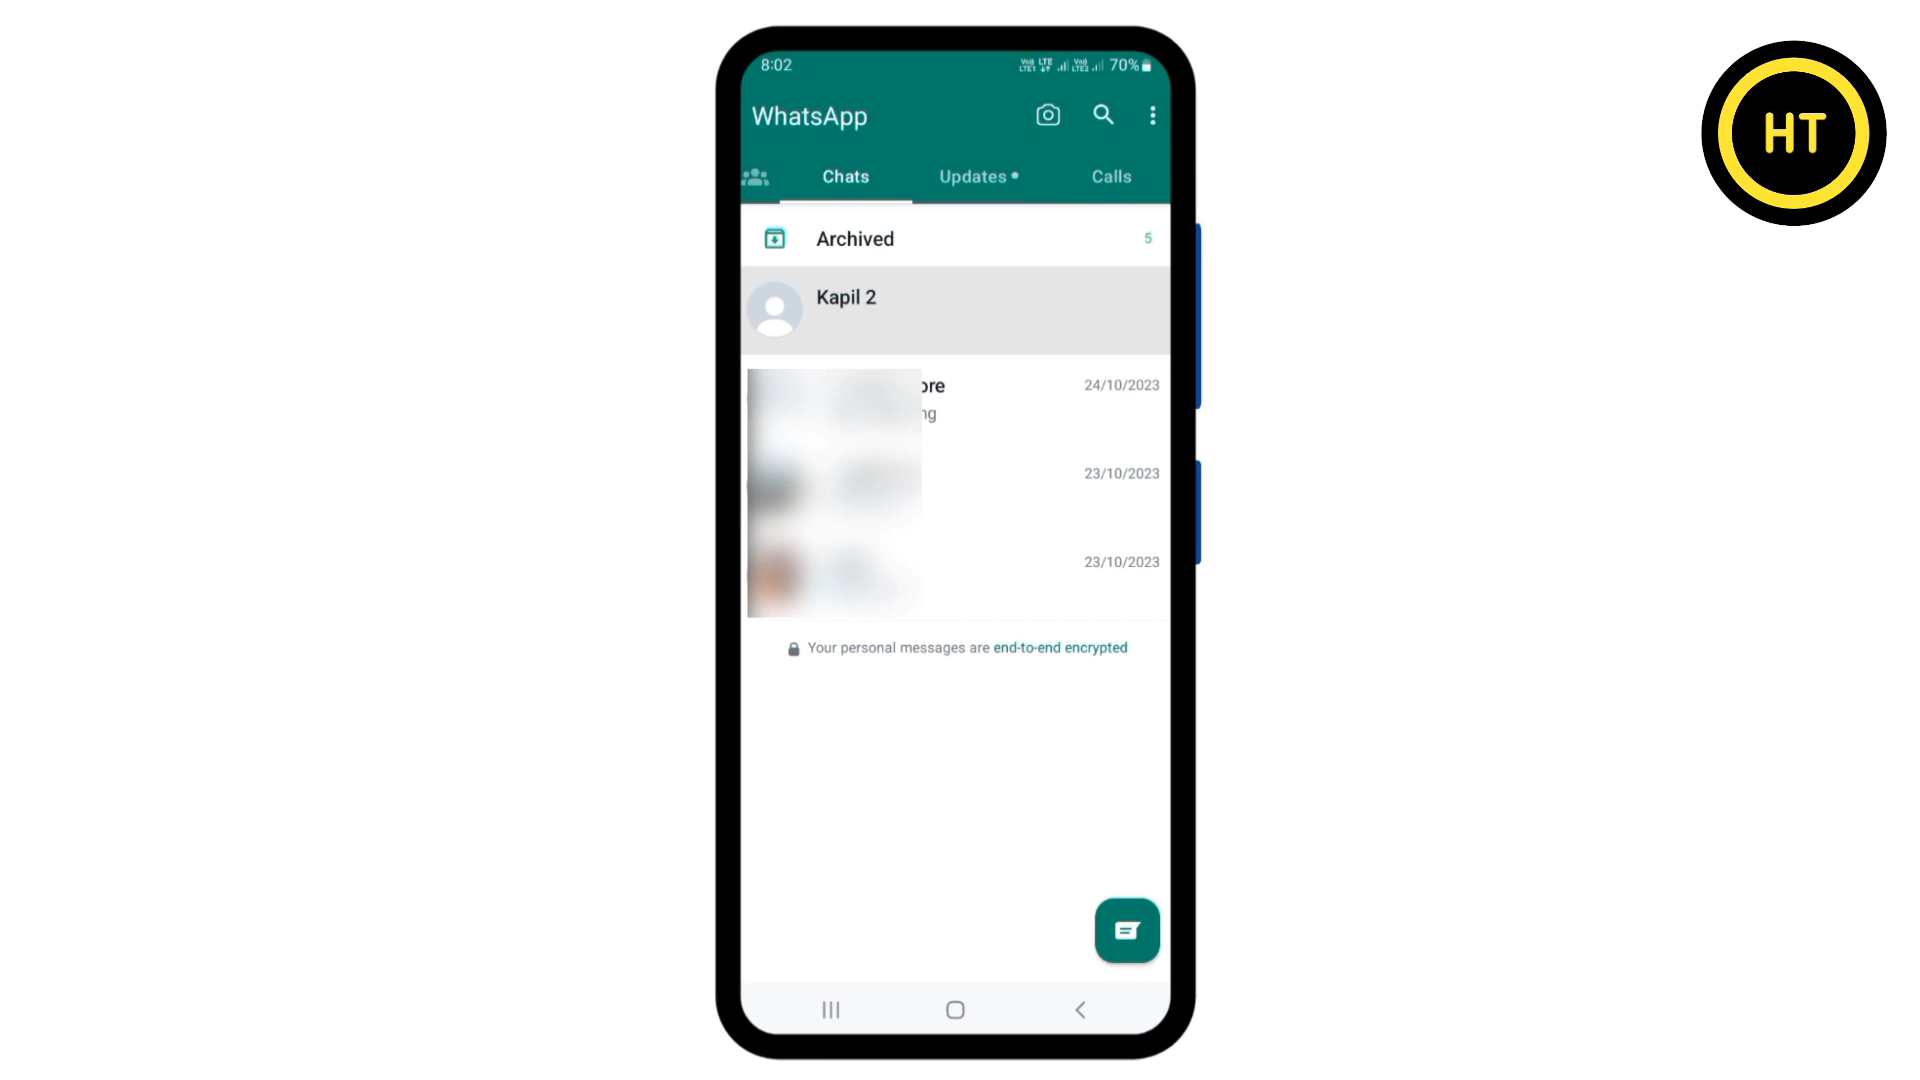 8:02
70%
WhatsApp
HT
Chats
Updates
Calls
Archived
5
Kapil 2
24/10/2023
23/10/2023
23/10/2023
Your personal messages are end-to-end encrypted